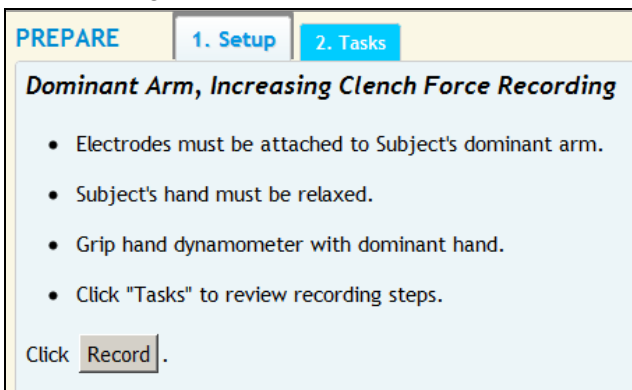 PREPARE 1. Setup 2. Tasks
Dominant Arm, Increasing Clench Force Recording
• Electrodes must be attached to Subject's dominant arm.
• Subject's hand must be relaxed.
• Grip hand dynamometer with dominant hand.
• Click "Tasks" to review recording steps.
Click Record .